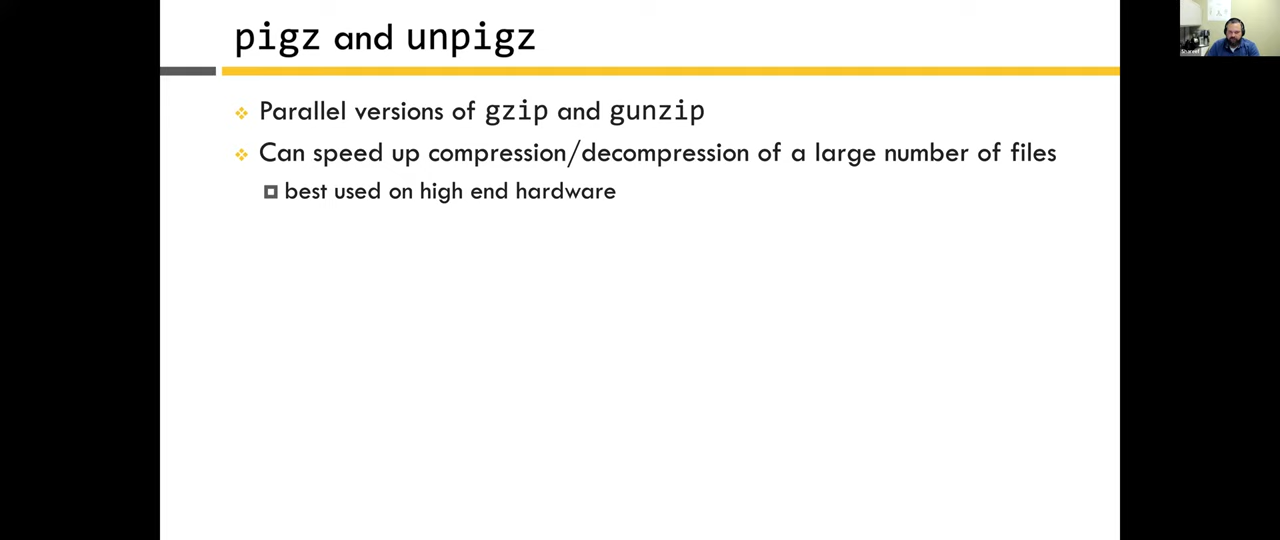 pigz and unpigz
Parallel versions of gzip and gunzip
Can speed up compression/decompression of a large number of files
best used on high end hardware